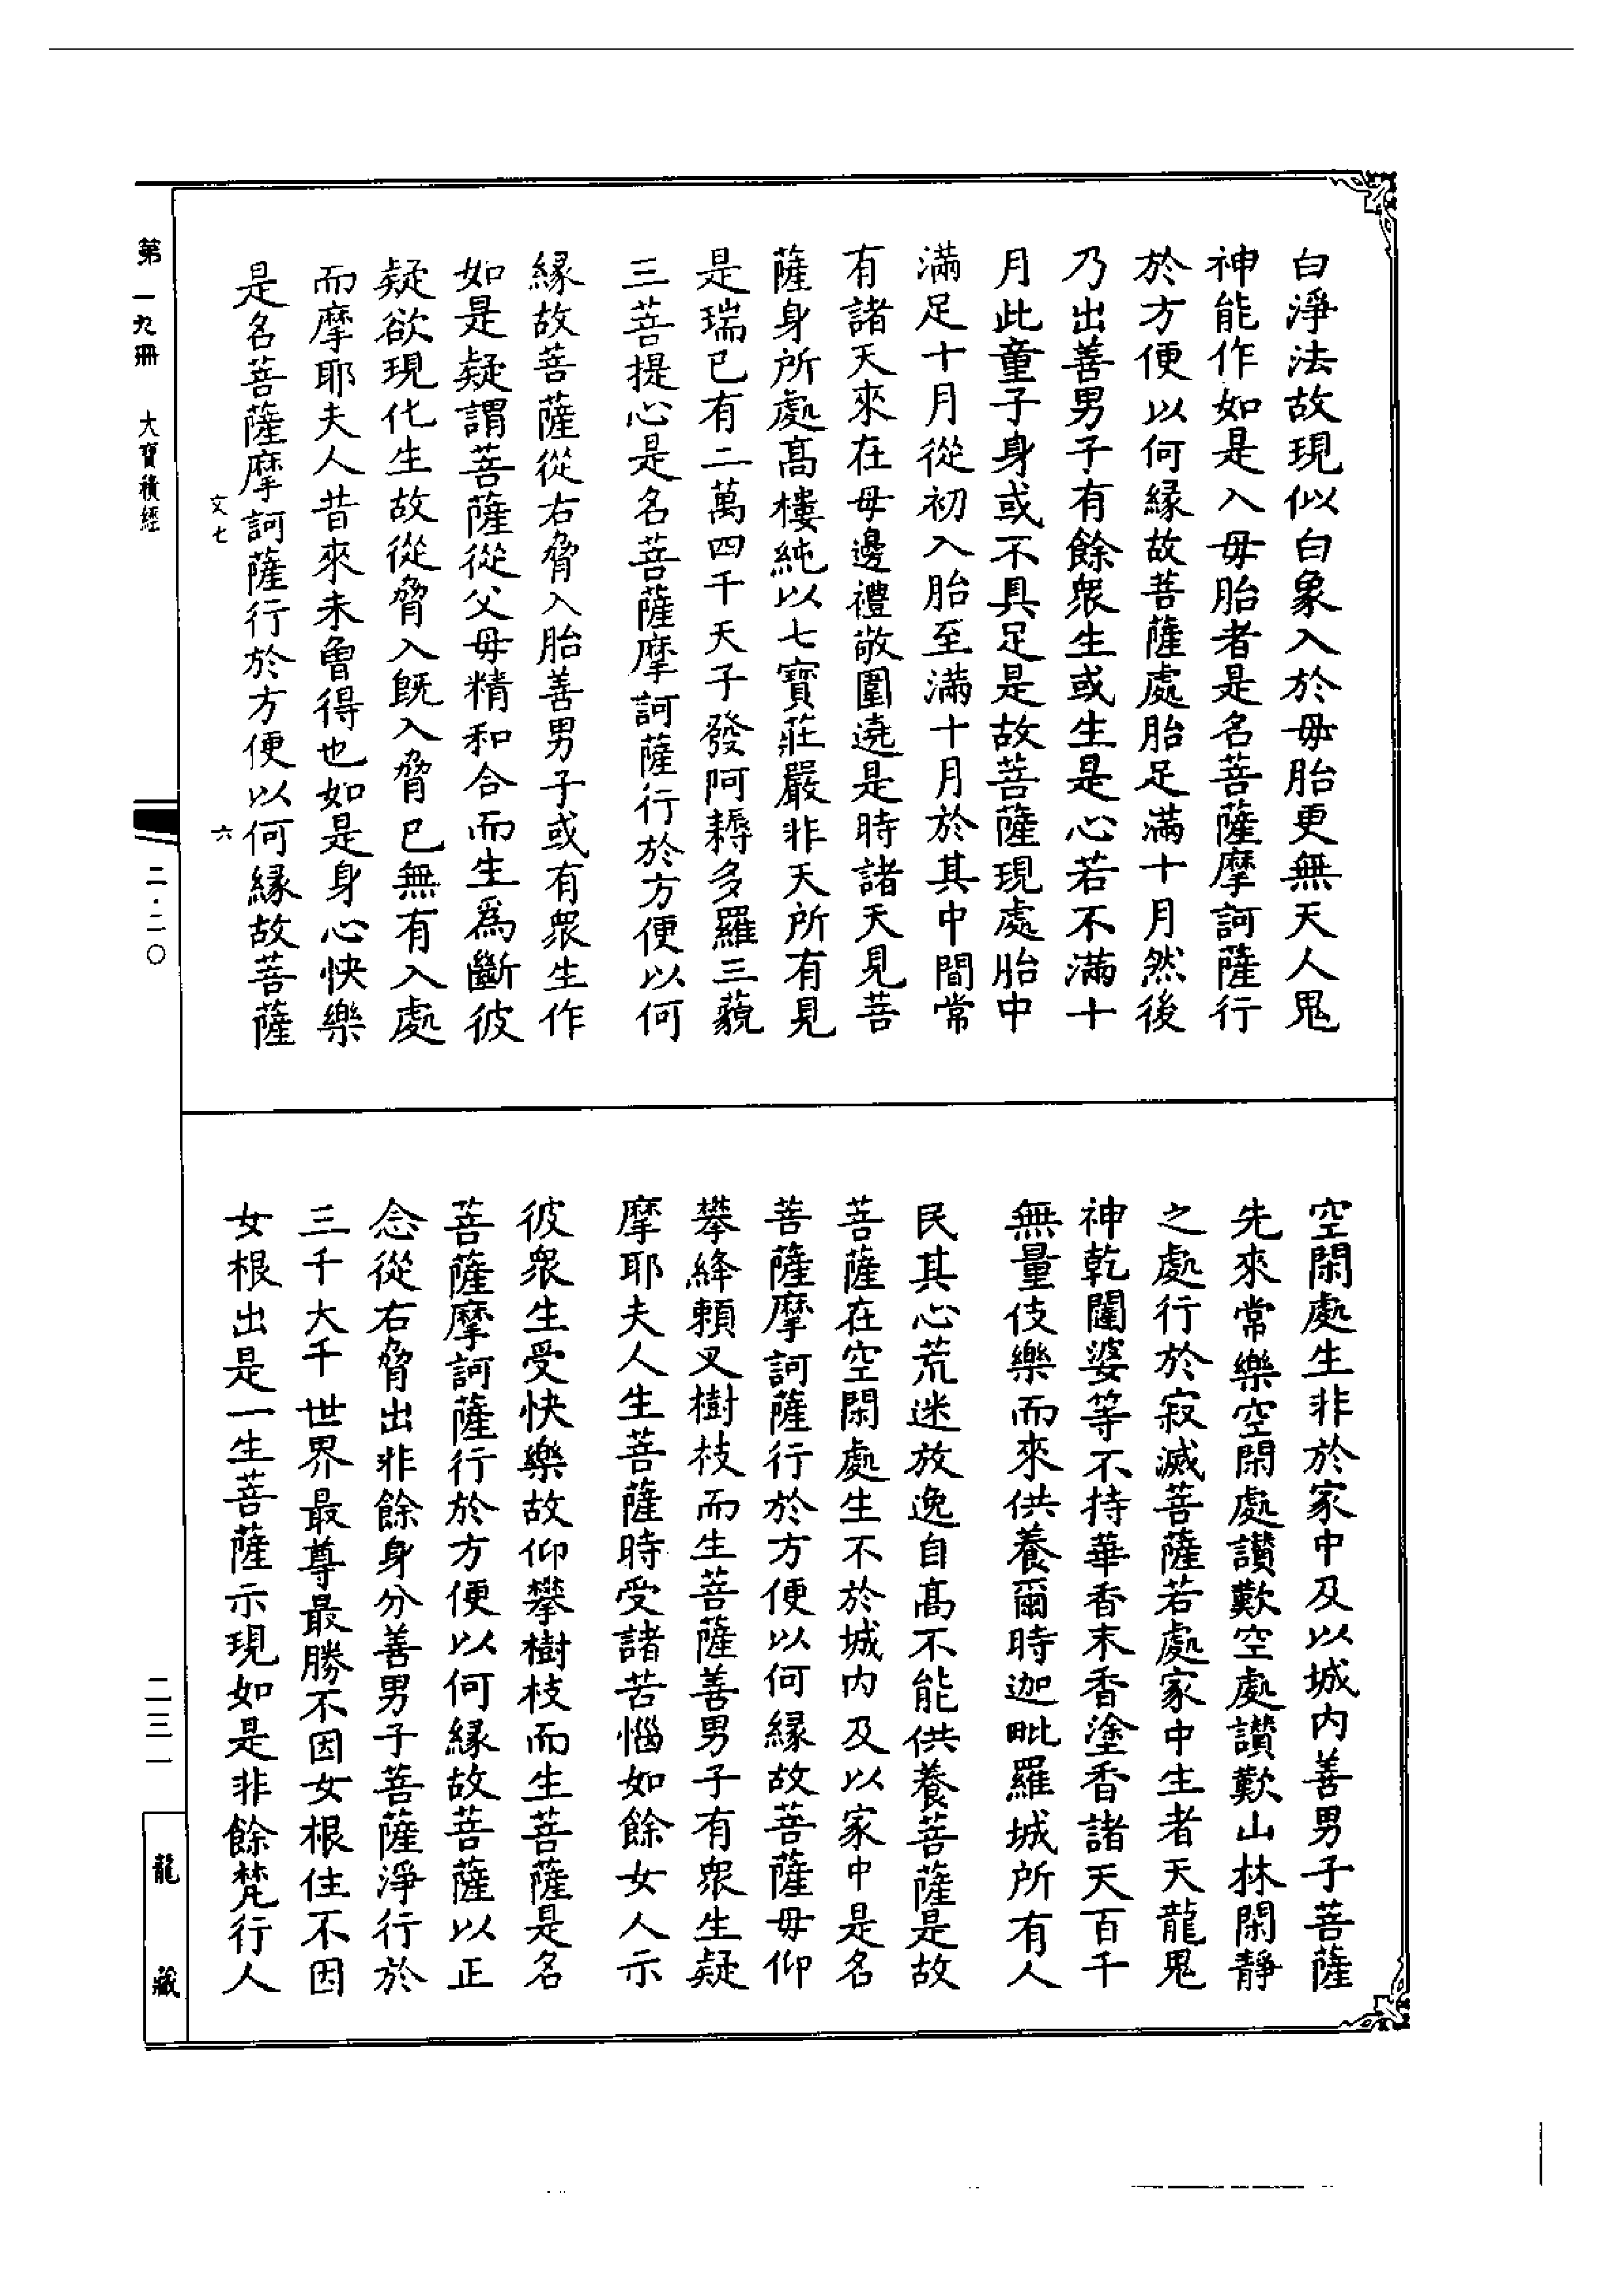 白淨法故現似白象入於毋胎更無天人鬼
神能作如是入毋胎者是名菩薩摩訶薩行
於方便以何緣故菩薩處胎足滿十月然後
乃出善男子有餘衆生或生是心若不滿十
月此童子身或不具足是故菩薩現處胎中
滿足十月從初入胎至滿十月於其中間常
有諸天來在毋邊禮敬圍遶是時諸天見菩
薩身所處髙樓純以七寶莊嚴非天所有見
是瑞已有二萬四千天子發阿耨多羅三藐
三菩提心是名菩薩摩訶薩行於方便以何
緣故菩薩從右脅入胎善男子或有衆生作
如是疑謂菩薩從父毋精和合而生爲斷彼
疑欲現化生故從脅入旣入脅已無有入處
而摩耶夫人昔來未曾得也如是身心快樂
是名菩薩摩訶薩行於方便以何緣故菩薩
空閑處生非於家中及以城内善男子菩薩
先來常樂空閑處讃歎空處讃歎山林閑靜
之處行於寂滅菩薩若處家中生者天龍鬼
神乾闥婆等不持華香末香塗香諸天百千
無量伎樂而來供養爾時迦毗羅城所有人
民其心荒迷放逸自髙不能供養菩薩是故
菩薩在空閑處生不於城内及以家中是名
菩薩摩訶薩行於方便以何緣故菩薩毋仰
攀絳頼叉樹枝而生菩薩善男子有衆生疑
摩耶夫人生菩薩時受諸苦惱如餘女人示
彼衆生受快樂故仰攀樹枝而生菩薩是名
菩薩摩訶薩行於方便以何緣故菩薩以正
念從右脅出非餘身分善男子菩薩淨行於
三千大千世界最尊最勝不因女根住不因
女根出是一生菩薩示現如是非餘梵行人
文七 六
第一九冊 大寶積經
二·二〇
二三一
龍藏